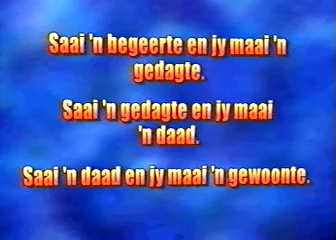 Saai 'n begeerte en jy maai 'n
gedagte.
Saai 'n gedagte en jy maai
'n daad.
Saai 'n daad en jy maai 'n gewoonte.